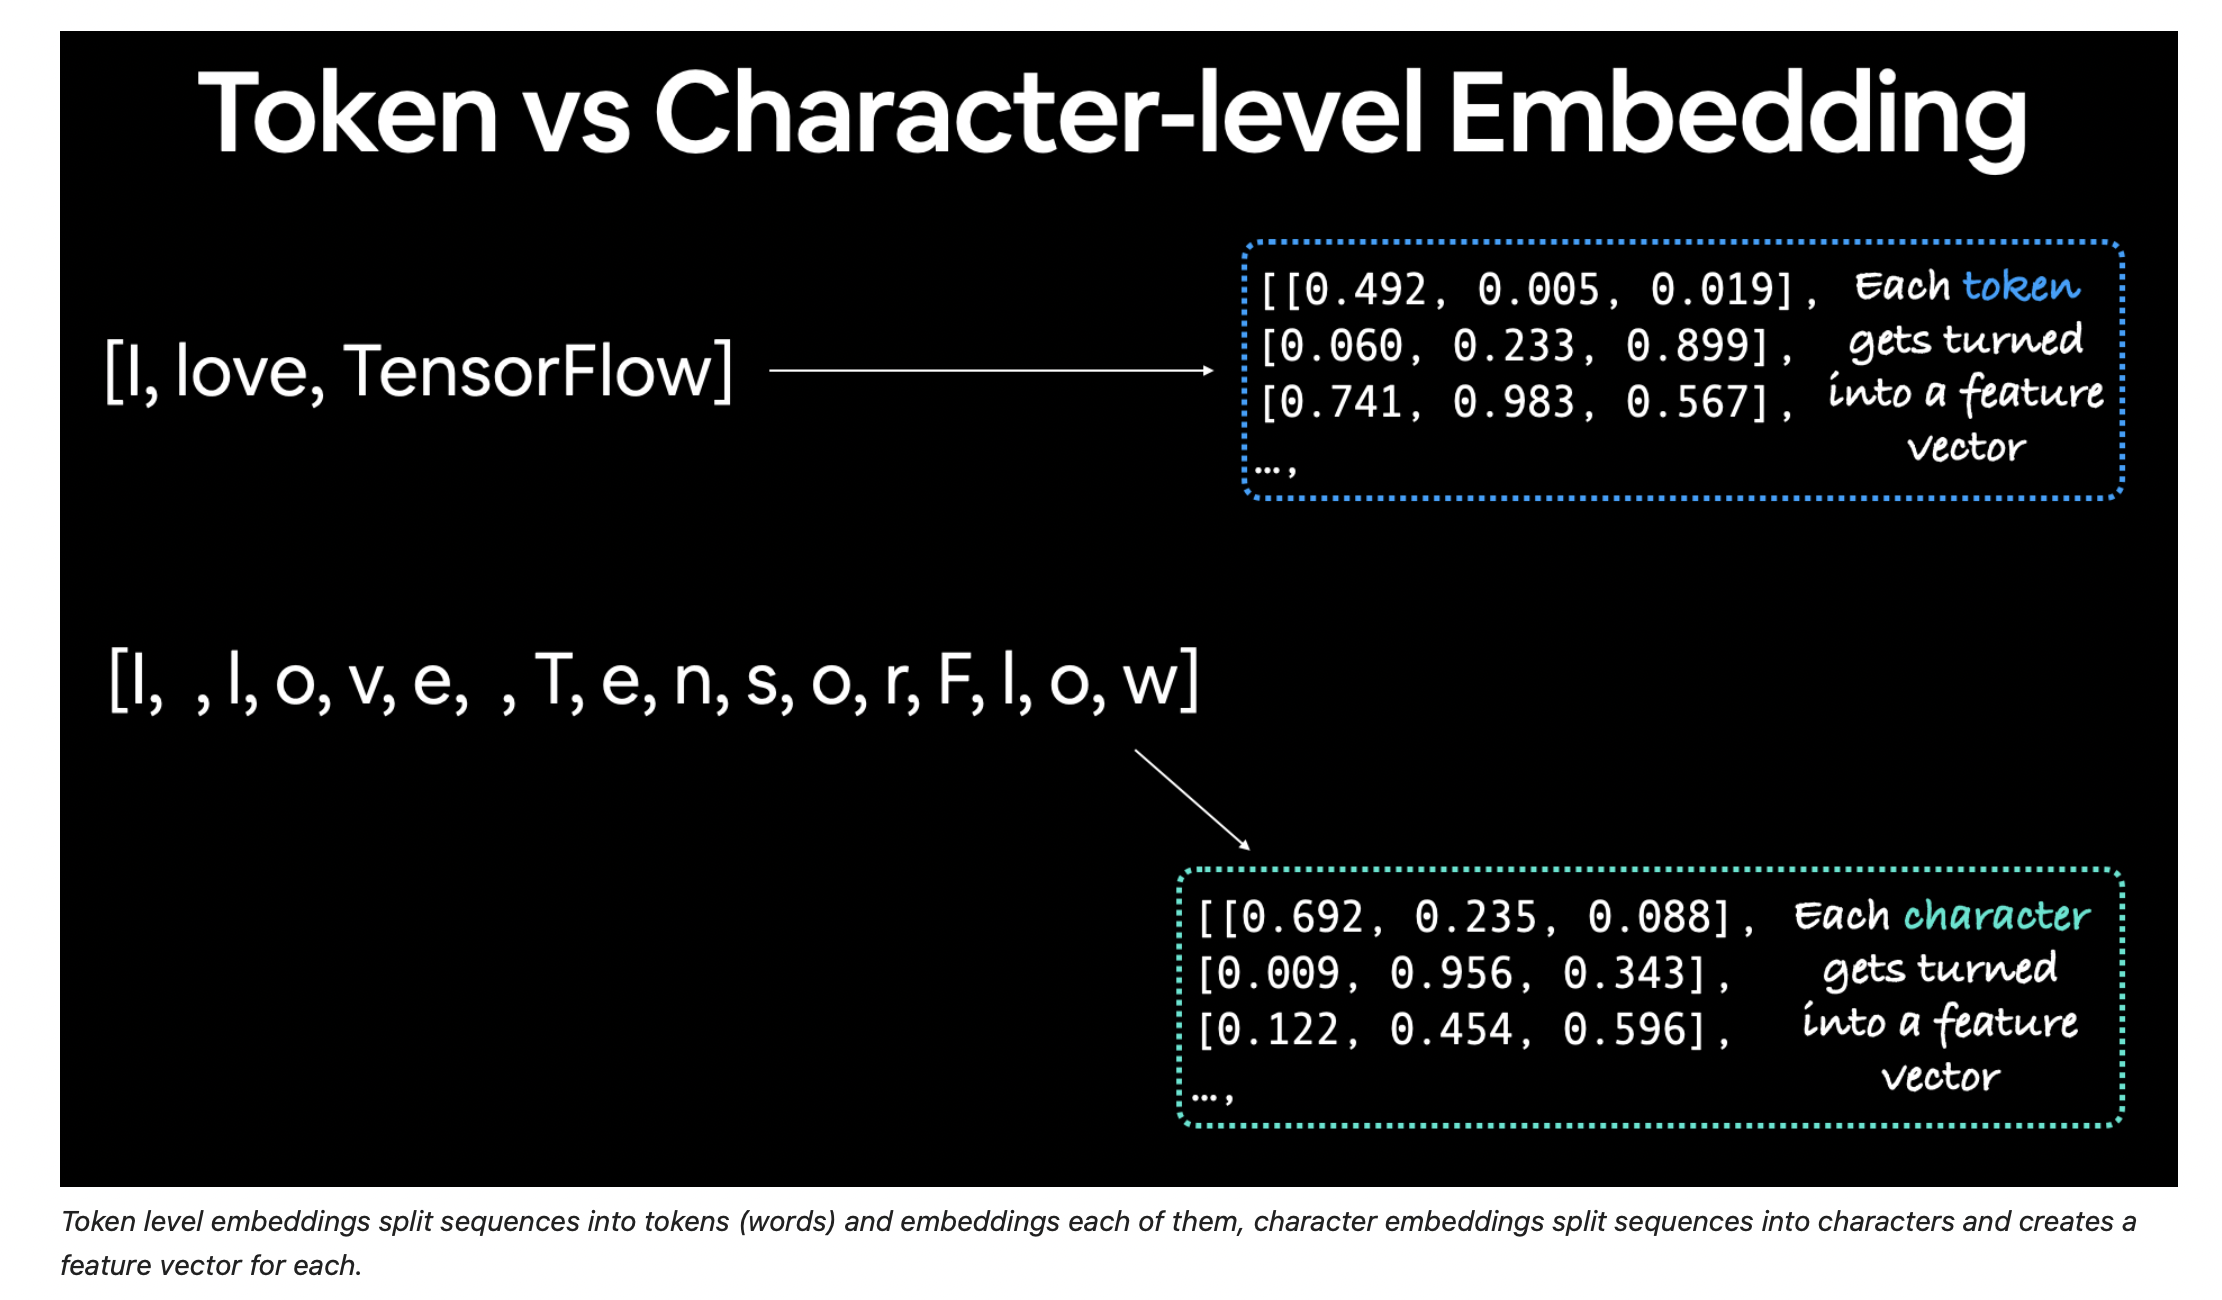 Token vs Character-level Embedding
[I, love, TensorFlow]
[[0.492, 0.005, 0.019],
[0.060, 0.233, 0.899],
[0.741, 0.983, 0.567],
…,
Each token
gets turned
into a feature
vector
[I,  , l, o, v, e,  , T, e, n, s, o, r, F, l, o, w]
[[0.692, 0.235, 0.088],
[0.009, 0.956, 0.343],
[0.122, 0.454, 0.596],
…,
Each character
gets turned
into a feature
vector
Token level embeddings split sequences into tokens (words) and embeddings each of them, character embeddings split sequences into characters and creates a
feature vector for each.